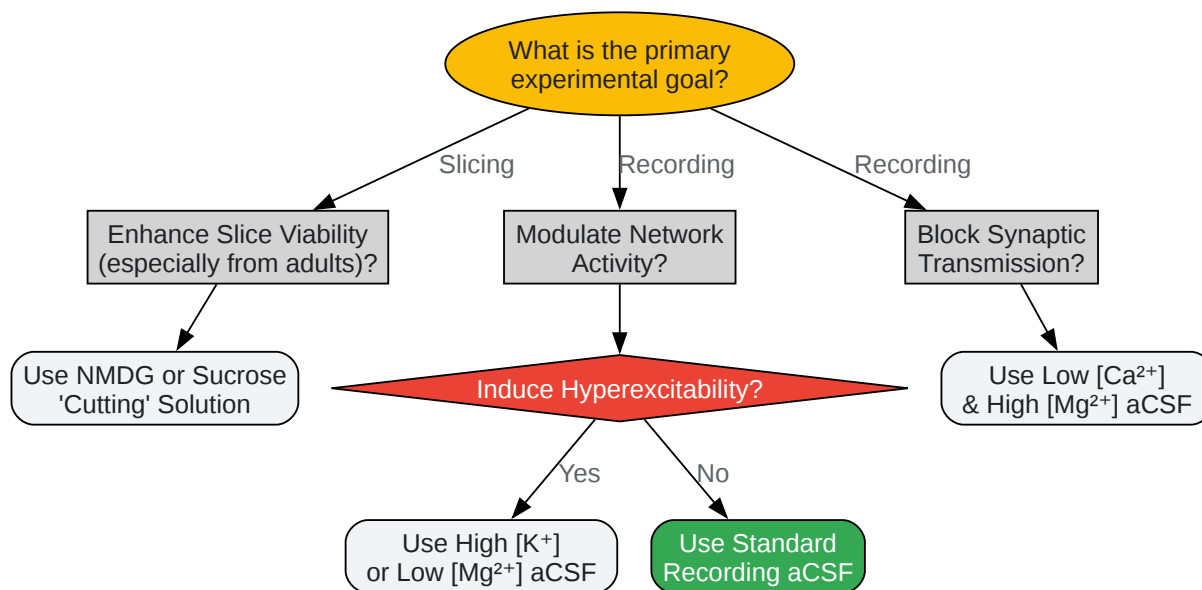 What is the primary
experimental goal?
Slicing
Recording
Recording
Enhance Slice Viability
(especially from adults)?
Modulate Network
Activity?
Block Synaptic
Transmission?
Use NMDG or Sucrose
'Cutting' Solution
Induce Hyperexcitability?
Use Low [Ca²⁺]
& High [Mg²⁺] aCSF
Yes
No
Use High [K⁺]
or Low [Mg²⁺] aCSF
Use Standard
Recording aCSF